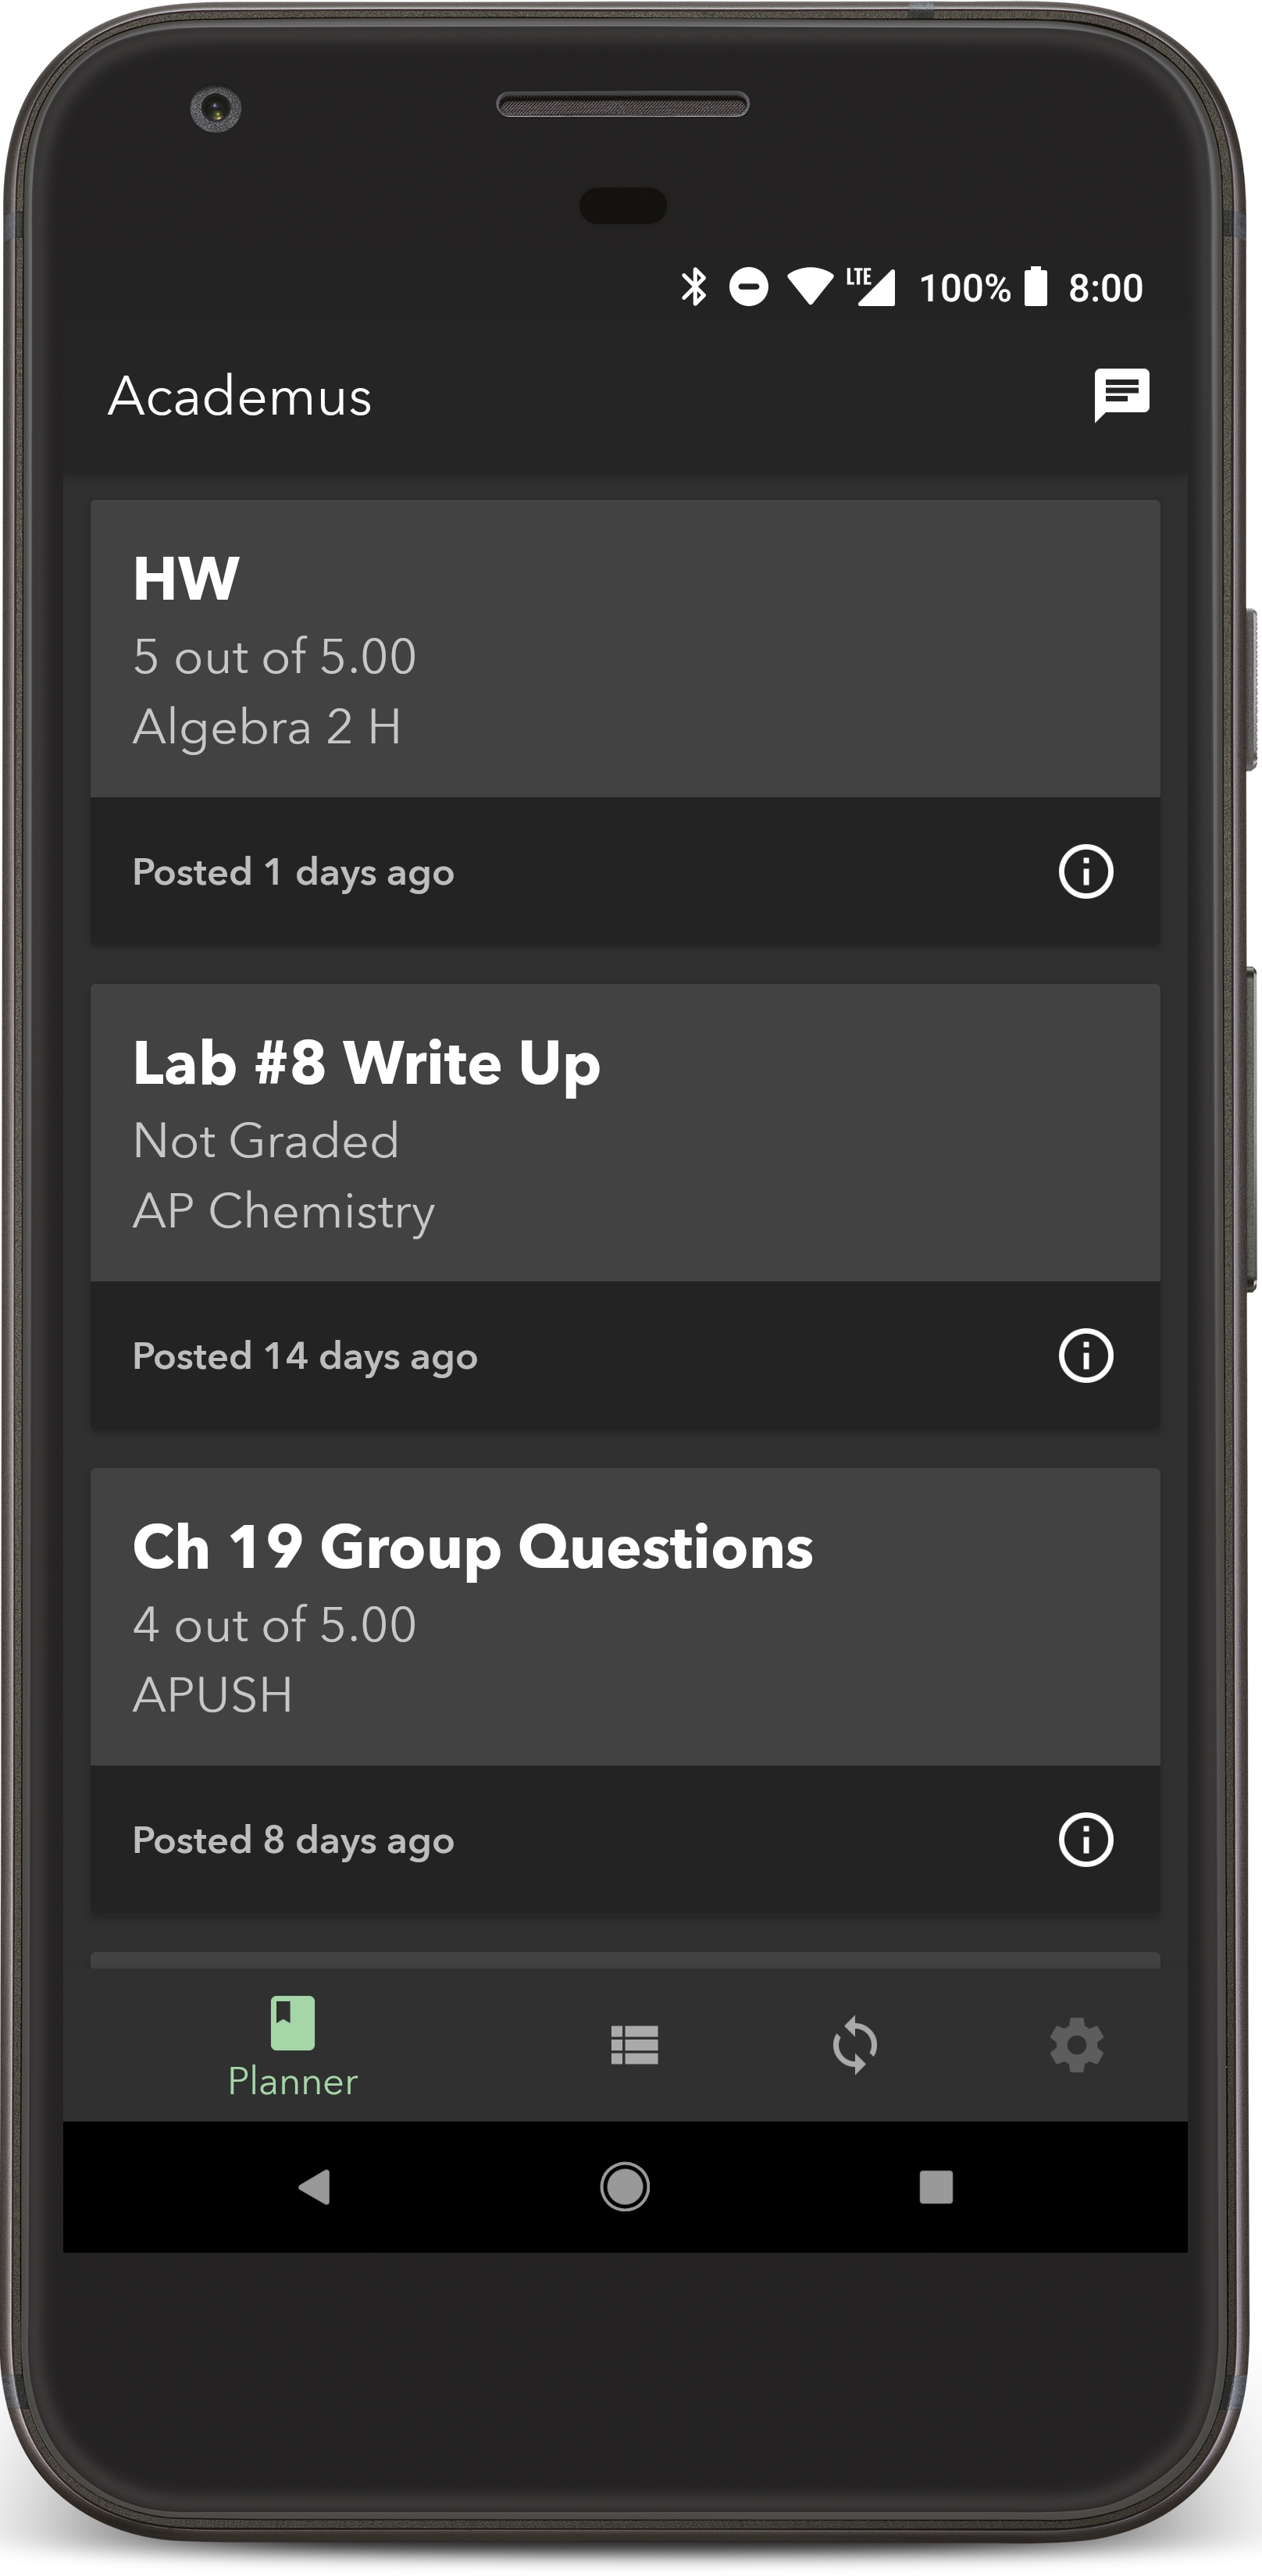 LTE 100% 8:00
Academus
HW
5 out of 5.00
Algebra 2 H
Posted 1 days ago
Lab #8 Write Up
Not Graded
AP Chemistry
Posted 14 days ago
Ch 19 Group Questions
4 out of 5.00
APUSH
Posted 8 days ago
Planner